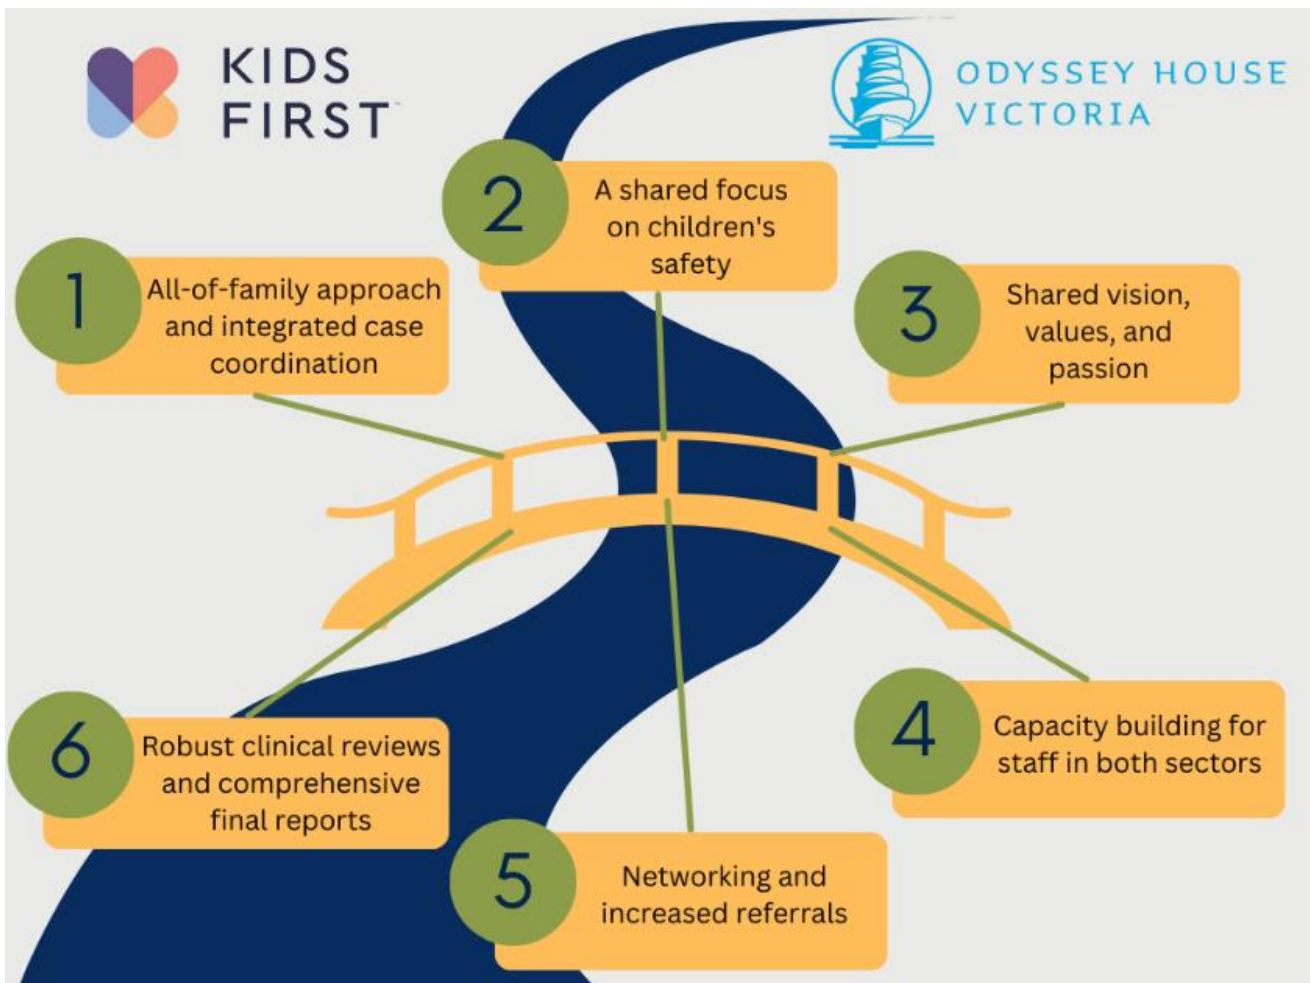 KIDS
FIRST
ODYSSEY HOUSE
VICTORIA
1
All-of-family approach
and integrated case
coordination
2
A shared focus
on children's
safety
3
Shared vision,
values, and
passion
4
Capacity building for
staff in both sectors
5
Networking and
increased referrals
6
Robust clinical reviews
and comprehensive
final reports